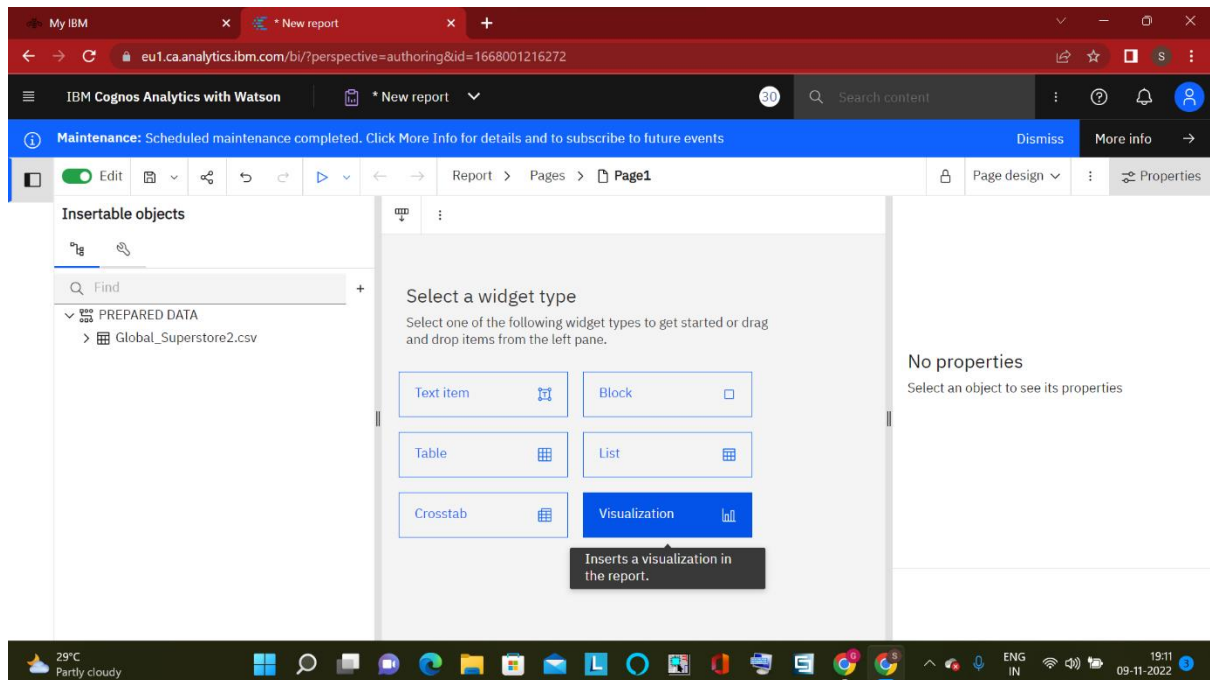 My IBM
* New report
eu1.ca.analytics.ibm.com/bi/?perspective=authoring&id=1668001216272
S
IBM Cognos Analytics with Watson
* New report
30
Search content
Maintenance: Scheduled maintenance completed. Click More Info for details and to subscribe to future events
Dismiss
More info
Edit
Report > Pages > Page1
Page design
Properties
Insertable objects
Find
PREPARED DATA
Global_Superstore2.csv
Select a widget type
Select one of the following widget types to get started or drag
and drop items from the left pane.
Text item
Block
Table
List
Crosstab
Visualization
Inserts a visualization in
the report.
No properties
Select an object to see its properties
29°C
Partly cloudy
ENG
IN
19:11
09-11-2022
3